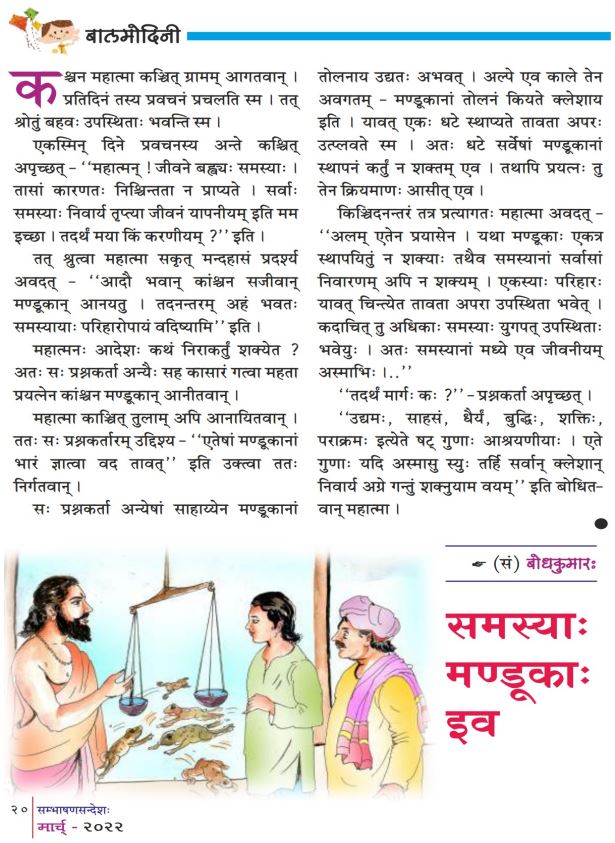 बालमोदिनी
कश्चन महात्मा कञ्चित् ग्रामम् आगतवान् ।
प्रतिदिनं तस्य प्रवचनं प्रचलति स्म । तत्
श्रोतुं बहवः उपस्थिताः भवन्ति स्म ।
एकस्मिन् दिने प्रवचनस्य अन्ते कश्चित्
अपृच्छत् – ‘‘महात्मन् ! जीवने बह्व्यः समस्याः ।
तासां कारणतः निश्चिन्तता न प्राप्यते । सर्वाः
समस्याः निवार्य तृप्त्या जीवनं यापनीयम् इति मम
इच्छा । तदर्थं मया किं करणीयम् ?’’ इति ।
तत् श्रुत्वा महात्मा सकृत् मन्दहासं प्रदर्श्य
अवदत् – ‘‘आदौ भवान् कांश्चन सजीवान्
मण्डूकान् आनयतु । तदनन्तरम् अहं भवतः
समस्यायाः परिहारोपायं वदिष्यामि’’ इति ।
महात्मनः आदेशः कथं निराकर्तुं शक्येत ?
अतः सः प्रश्नकर्ता अन्यैः सह कासारं गत्वा महता
प्रयत्नेन कांश्चन मण्डूकान् आनीतवान् ।
महात्मा काञ्चित् तुलाम् अपि आनायितवान् ।
ततः सः प्रश्नकर्तारम् उद्दिश्य – ‘‘एतेषां मण्डूकानां
भारं ज्ञात्वा वद तावत्’’ इति उक्त्वा ततः
निर्गतवान् ।
सः प्रश्नकर्ता अन्येषां साहाय्येन मण्डूकानां
तोलनाय उद्यतः अभवत् । अल्पे एव काले तेन
अवगतम् – मण्डूकानां तोलनं कियते क्लेशाय
इति । यावत् एकः धटे स्थाप्यते तावता अपरः
उत्प्लवते स्म । अतः धटे सर्वेषां मण्डूकानां
स्थापनं कर्तुं न शक्तम् एव । तथापि प्रयत्नः तु
तेन क्रियमाणः आसीत् एव ।
किञ्चिदनन्तरं तत्र प्रत्यागतः महात्मा अवदत् –
‘‘अलम् एतेन प्रयासेन । यथा मण्डूकाः एकत्र
स्थापयितुं न शक्याः तथैव समस्यानां सर्वासां
निवारणम् अपि न शक्यम् । एकस्याः परिहारः
यावत् चिन्त्येत तावता अपरा उपस्थिता भवेत् ।
कदाचित् तु अधिकाः समस्याः युगपत् उपस्थिताः
भवेयुः । अतः समस्यानां मध्ये एव जीवनीयम्
अस्माभिः ।..’’
‘‘तदर्थं मार्गः कः ?’’ – प्रश्नकर्ता अपृच्छत् ।
‘‘उद्यमः, साहसं, धैर्यं, बुद्धिः, शक्तिः,
पराक्रमः इत्येते षट् गुणाः आश्रयणीयाः । एते
गुणाः यदि अस्मासु स्युः तर्हि सर्वान् क्लेशान्
निवार्य अग्रे गन्तुं शक्नुयाम वयम्’’ इति बोधित-
वान् महात्मा ।
(सं) बोधकुमारः
समस्याः
मण्डूकाः
इव
२० सम्भाषणसन्देशः
मार्च् - २०२२